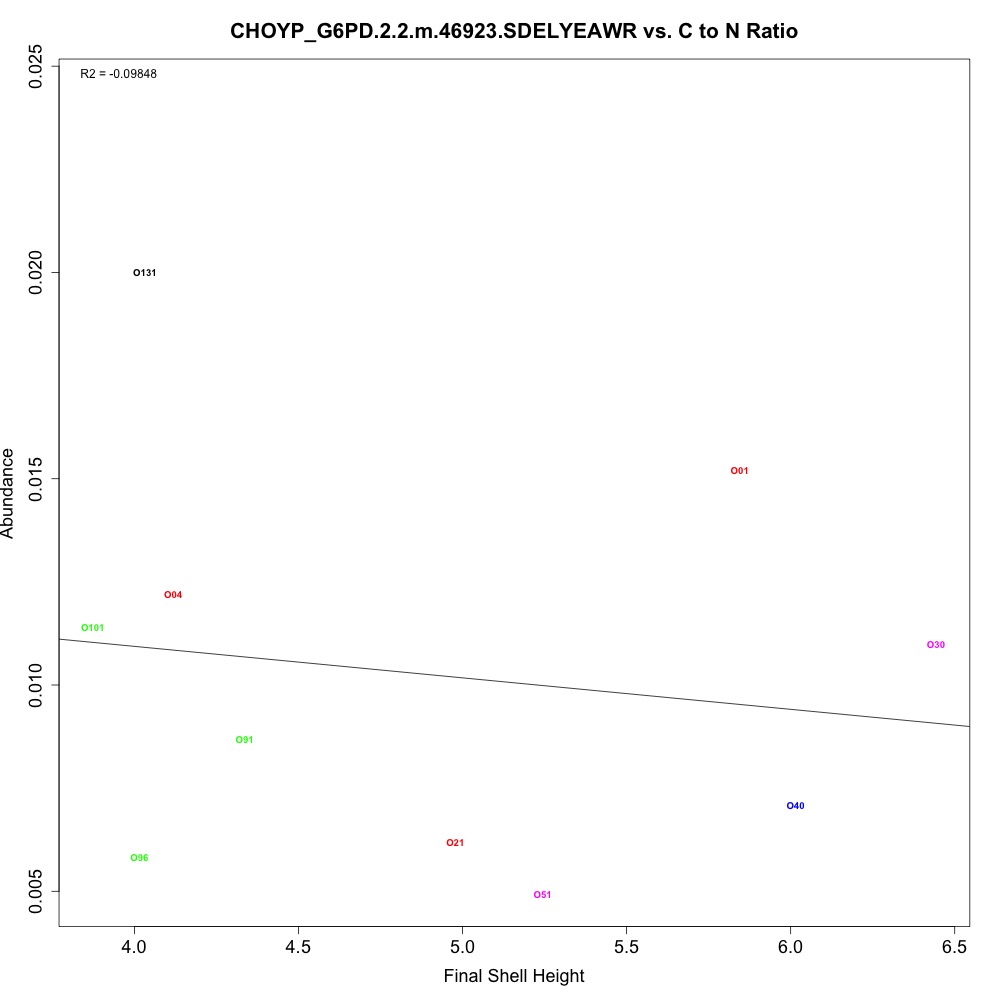 CHOYP_G6PD.2.2.m.46923.SDELYEAWR vs. C to N Ratio
R2 = -0.09848
0.025
0.020
0.015
0.010
0.005
Abundance
O131
O01
O04
O101
O30
O91
O40
O21
O96
O51
4.0 4.5 5.0 5.5 6.0 6.5
Final Shell Height